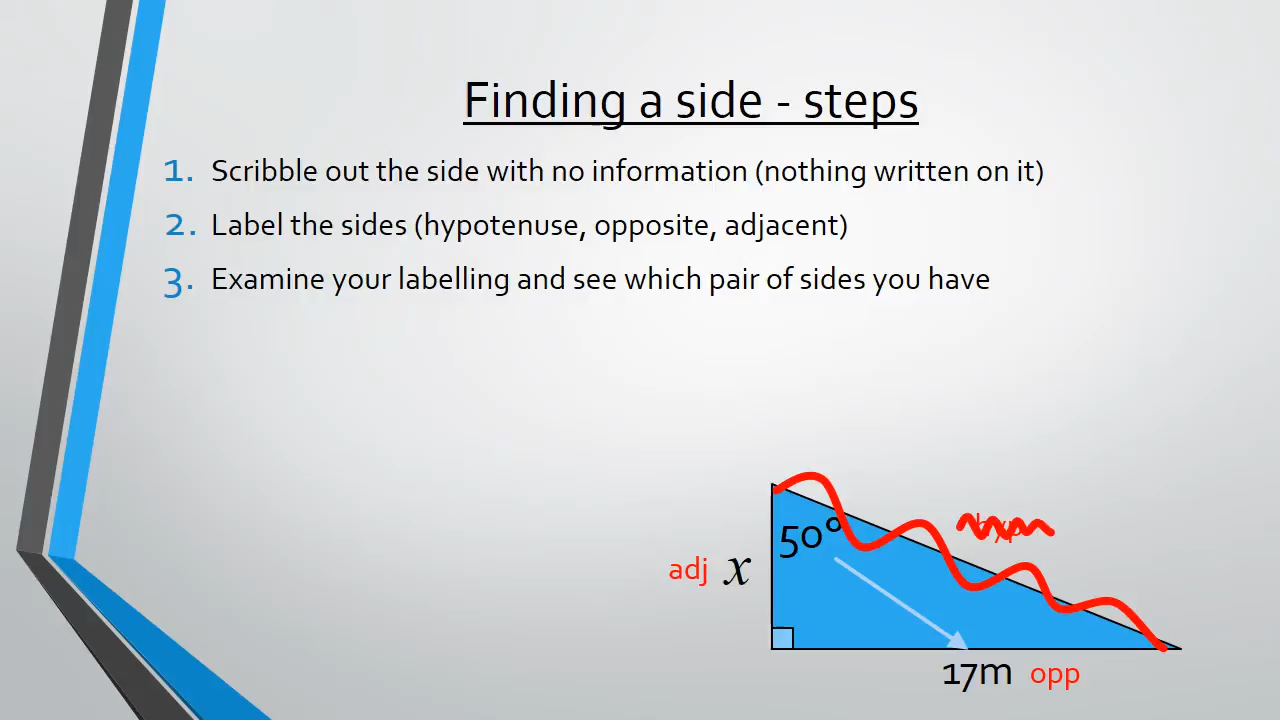 Finding a side - steps
1. Scribble out the side with no information (nothing written on it)
2. Label the sides (hypotenuse, opposite, adjacent)
3. Examine your labelling and see which pair of sides you have
50°
hyp
adj x
17m opp